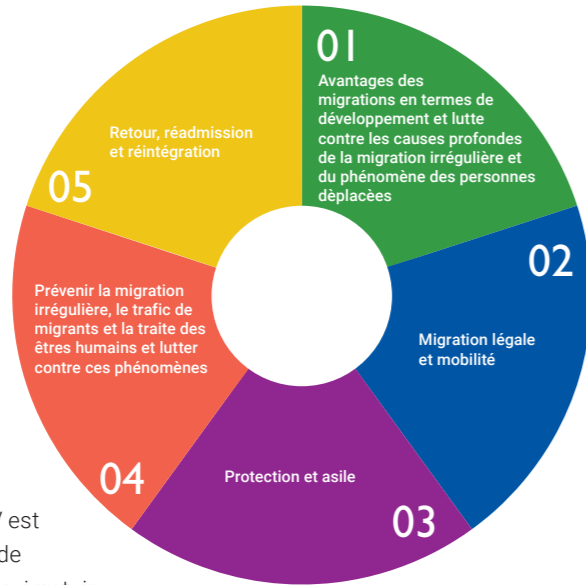 01
Avantages des
migrations en termes de
développement et lutte
contre les causes profondes
de la migration irrégulière et
du phénomène des personnes
dèplacèes
02
Migration légale
et mobilité
03
Protection et asile
04
Prévenir la migration
irrégulière, le trafic de
migrants et la traite des
êtres humains et lutter
contre ces phénomènes
05
Retour, réadmission
et réintégration
est
de